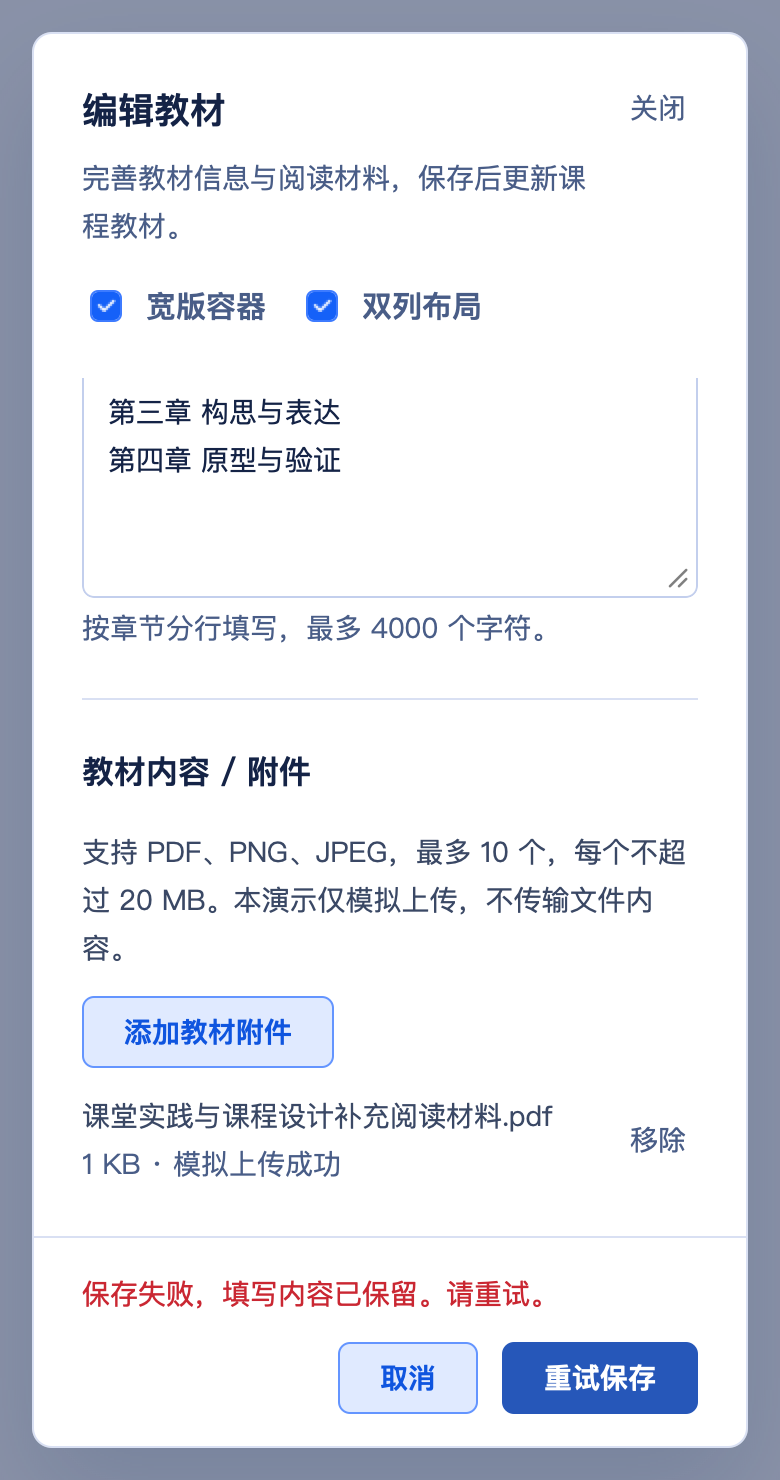 编辑教材
关闭
完善教材信息与阅读材料，保存后更新课
程教材。
宽版容器
双列布局
第三章 构思与表达
第四章 原型与验证
按章节分行填写，最多 4000 个字符。
教材内容 / 附件
支持 PDF、PNG、JPEG，最多 10 个，每个不超
过 20 MB。本演示仅模拟上传，不传输文件内
容。
添加教材附件
课堂实践与课程设计补充阅读材料.pdf
移除
1 KB · 模拟上传成功
保存失败，填写内容已保留。请重试。
取消
重试保存